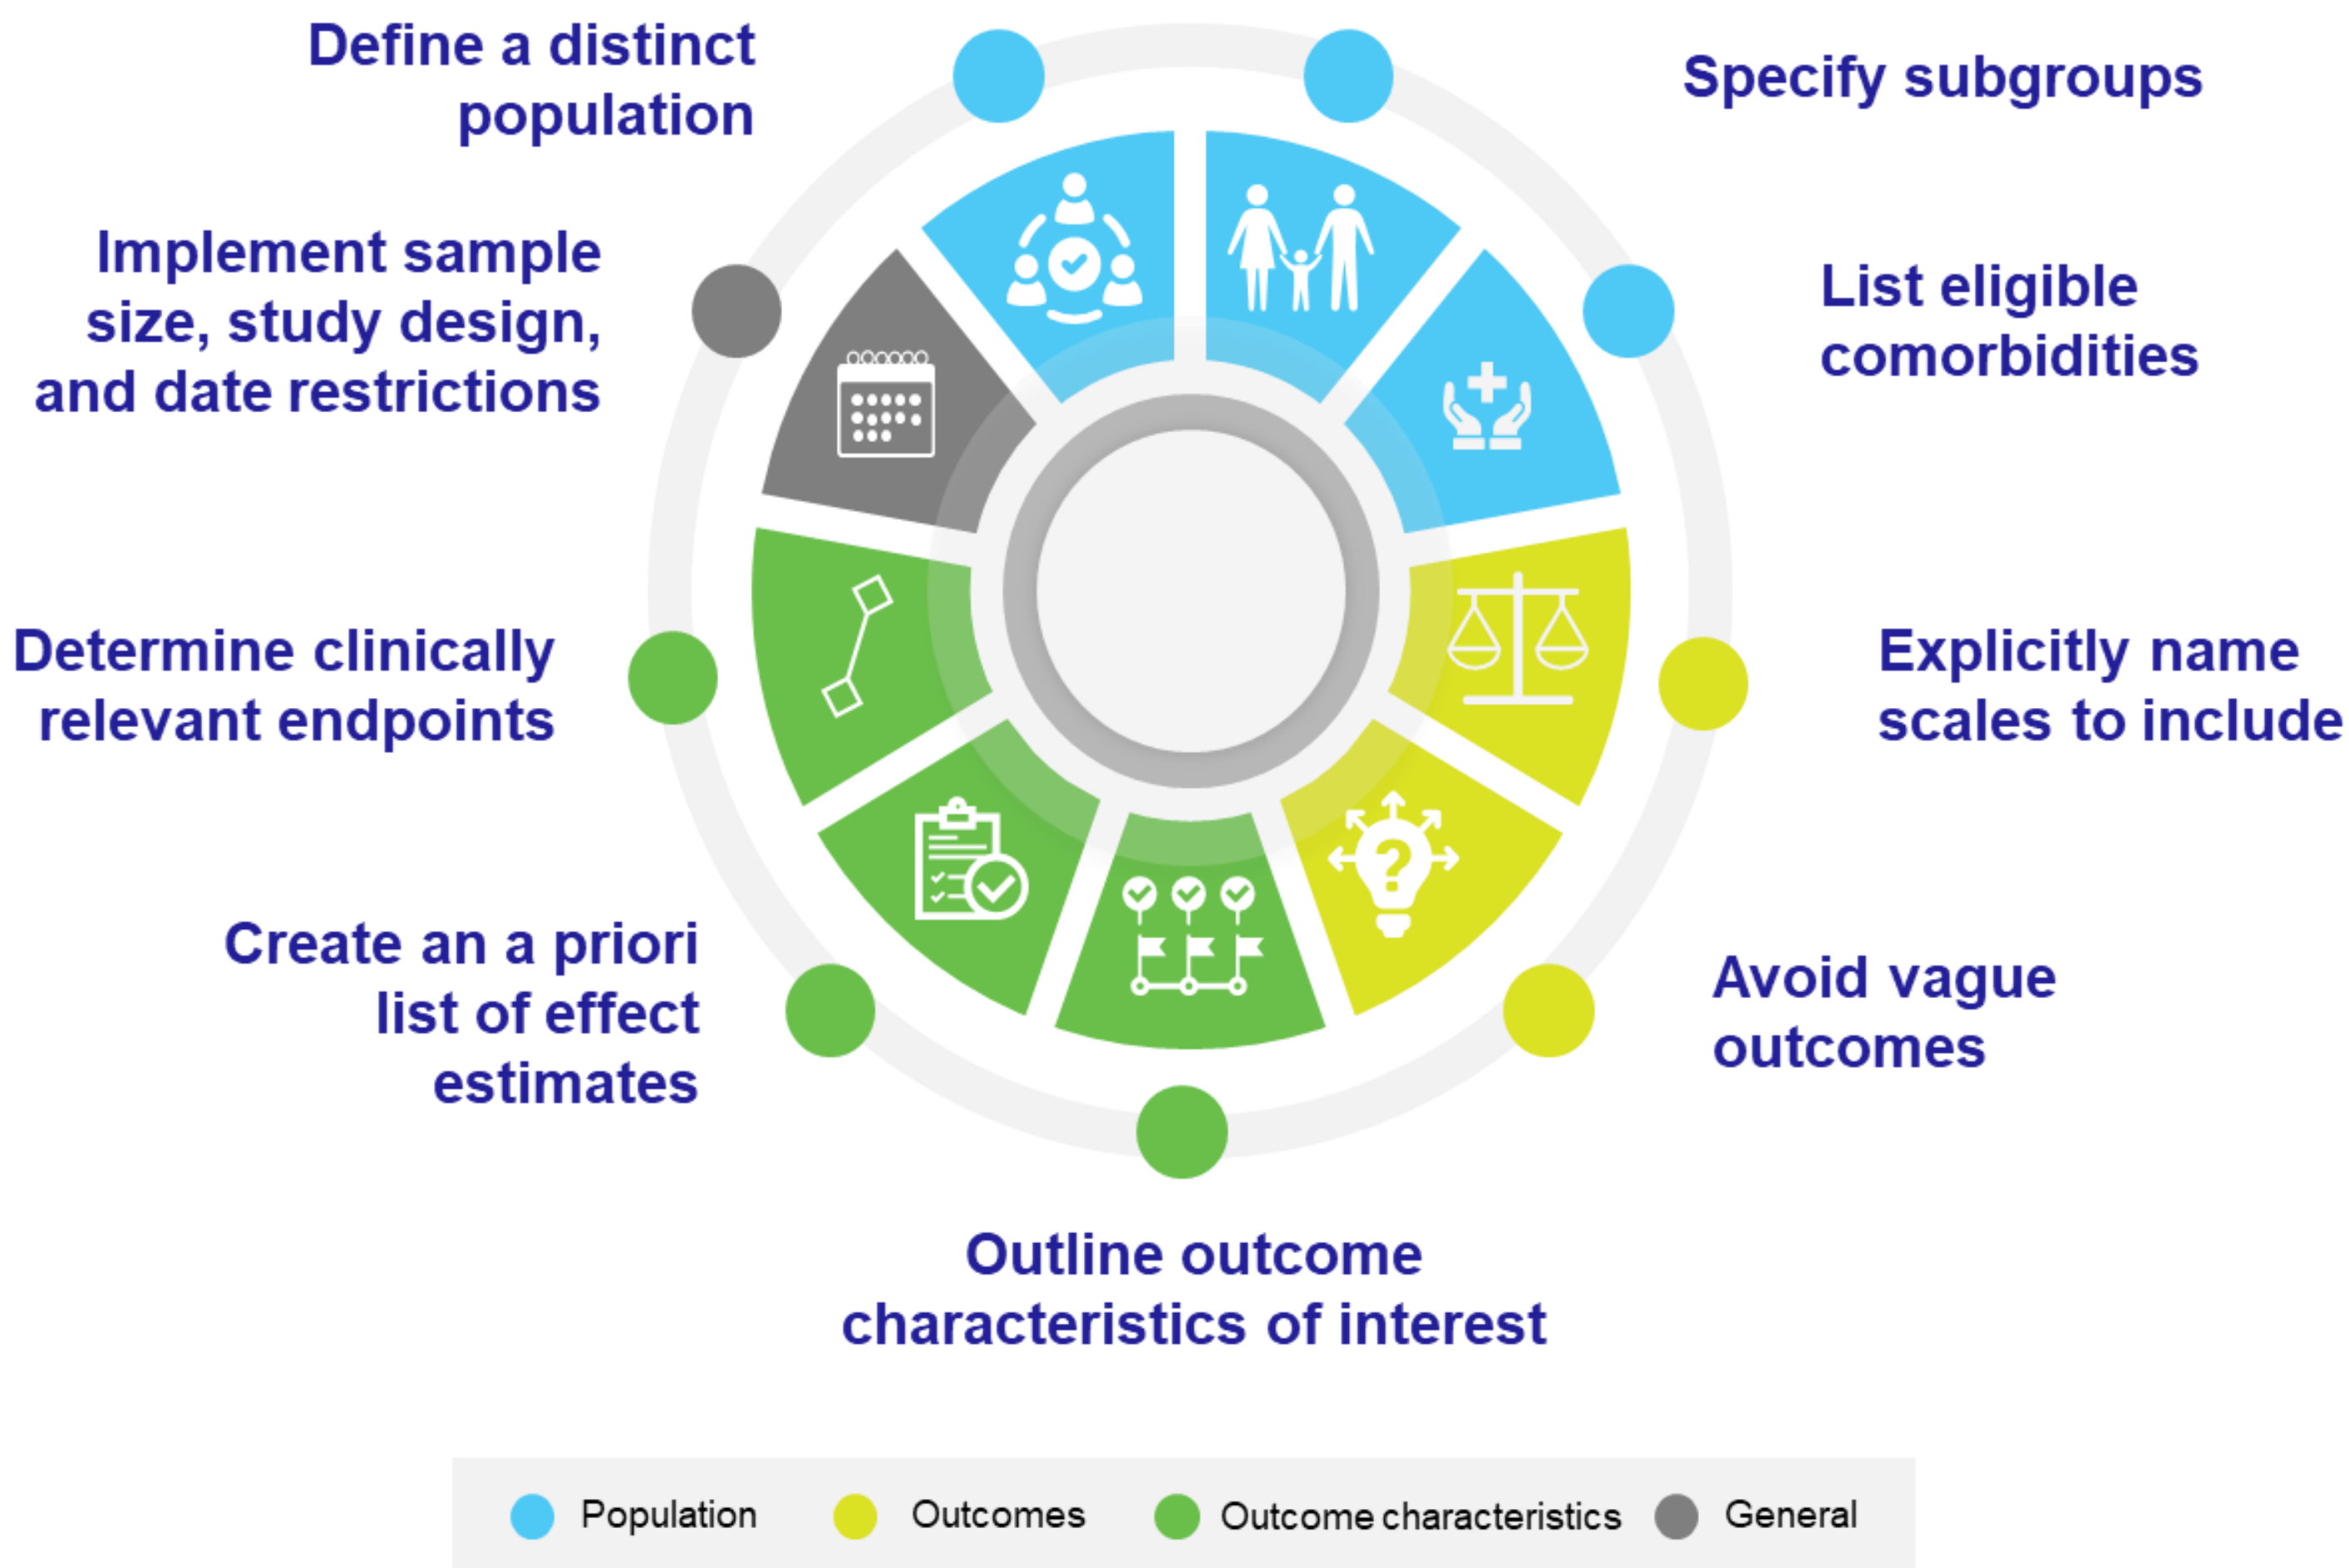 Define a distinct
population
Specify subgroups
Implement sample
size, study design,
and date restrictions
List eligible
comorbidities
Determine clinically
relevant endpoints
Explicitly name
scales to include
Create an a priori
list of effect
estimates
Avoid vague
outcomes
?
Outline outcome
characteristics of interest
Population
Outcomes
Outcome characteristics
General